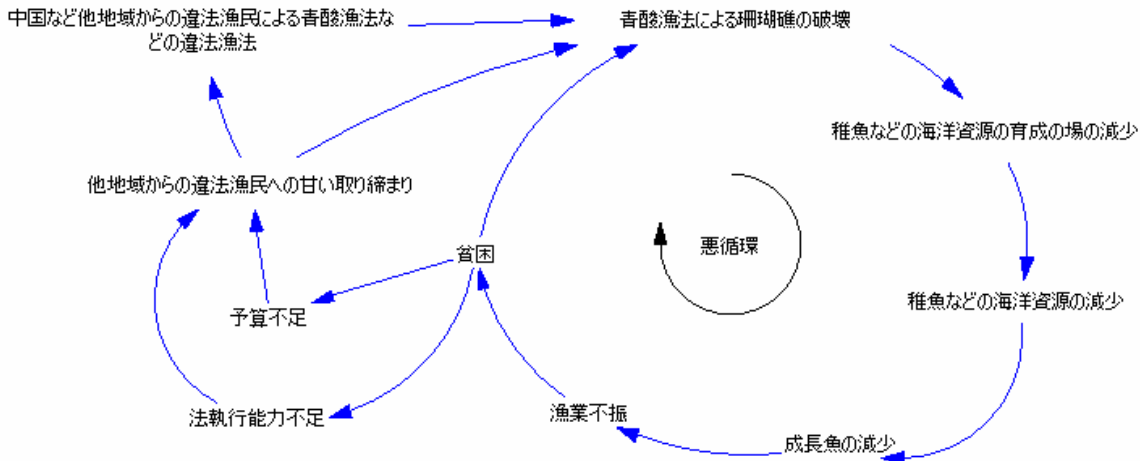 中国など他地域からの違法漁民による青酸漁法な
どの違法漁法
青酸漁法による珊瑚礁の破壊
稚魚などの海洋資源の育成の場の減少
他地域からの違法漁民への甘い取り締まり
悪循環
貧困
稚魚などの海洋資源の減少
予算不足
法執行能力不足
漁業不振
成長魚の減少